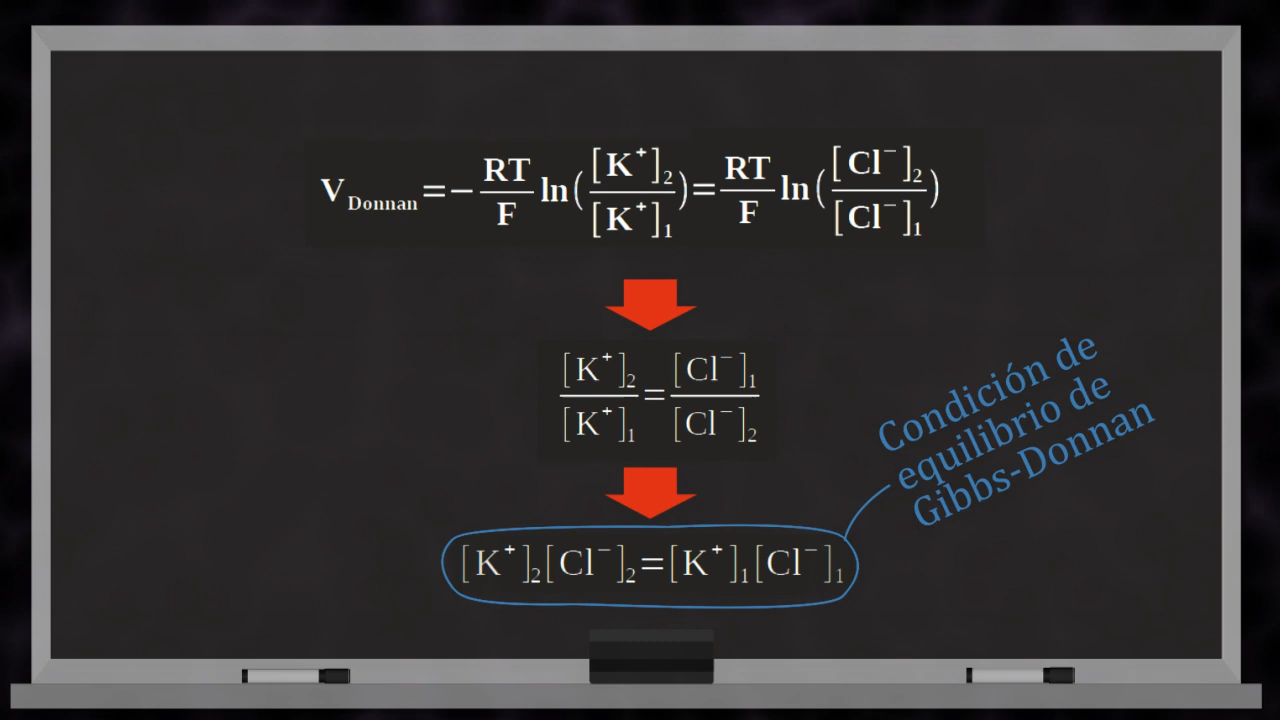 V_Donnan = − RT/F ln([K⁺]₂/[K⁺]₁) = RT/F ln([Cl⁻]₂/[Cl⁻]₁)
[K⁺]₂/[K⁺]₁ = [Cl⁻]₁/[Cl⁻]₂
Condición de
equilibrio de
Gibbs-Donnan
[K⁺]₂[Cl⁻]₂=[K⁺]₁[Cl⁻]₁